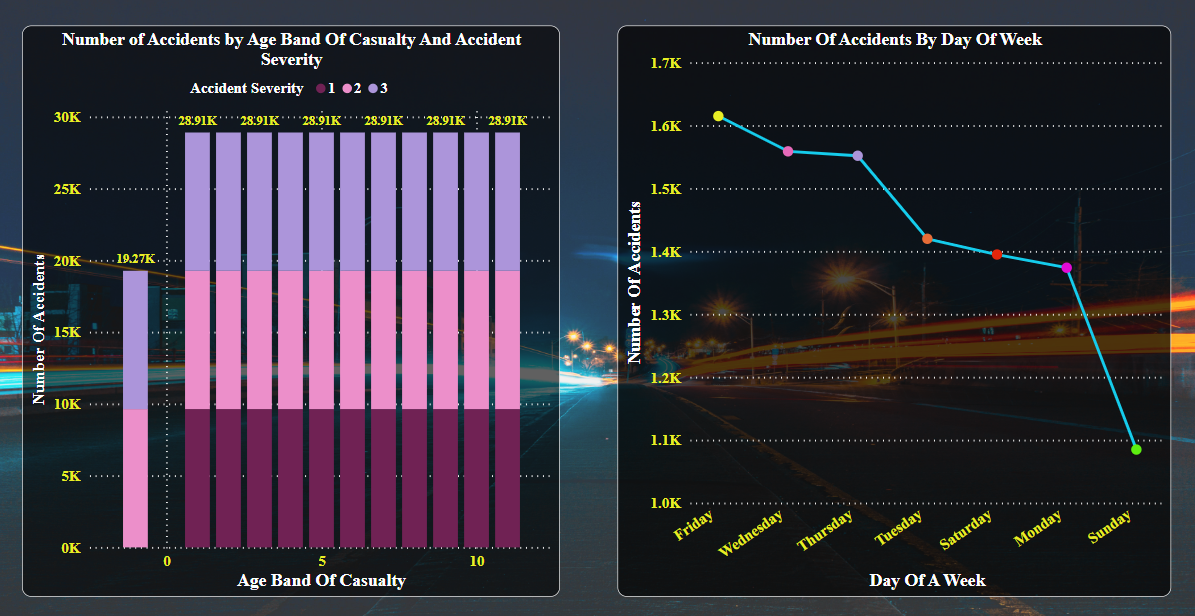 Number of Accidents by Age Band Of Casualty And Accident
Severity
Accident Severity 1 2 3
30K
25K
20K
15K
10K
5K
0K
Number Of Accidents
19.27K
28.91K 28.91K 28.91K 28.91K 28.91K 28.91K
0 5 10
Age Band Of Casualty
Number Of Accidents By Day Of Week
1.7K
1.6K
1.5K
1.4K
1.3K
1.2K
1.1K
1.0K
Number Of Accidents
Friday
Wednesday
Thursday
Tuesday
Saturday
Monday
Sunday
Day Of A Week